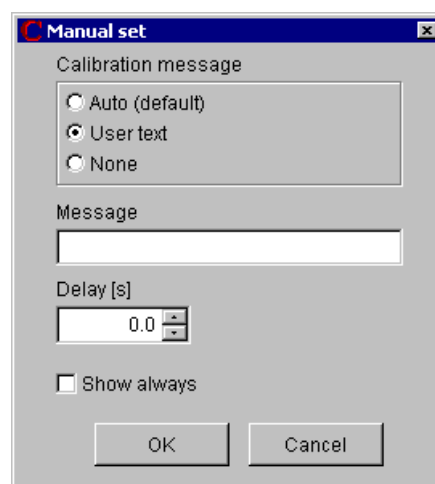 Manual set
Calibration message
Auto (default)
User text
None
Message
Delay [s]
0.0
Show always
OK
Cancel